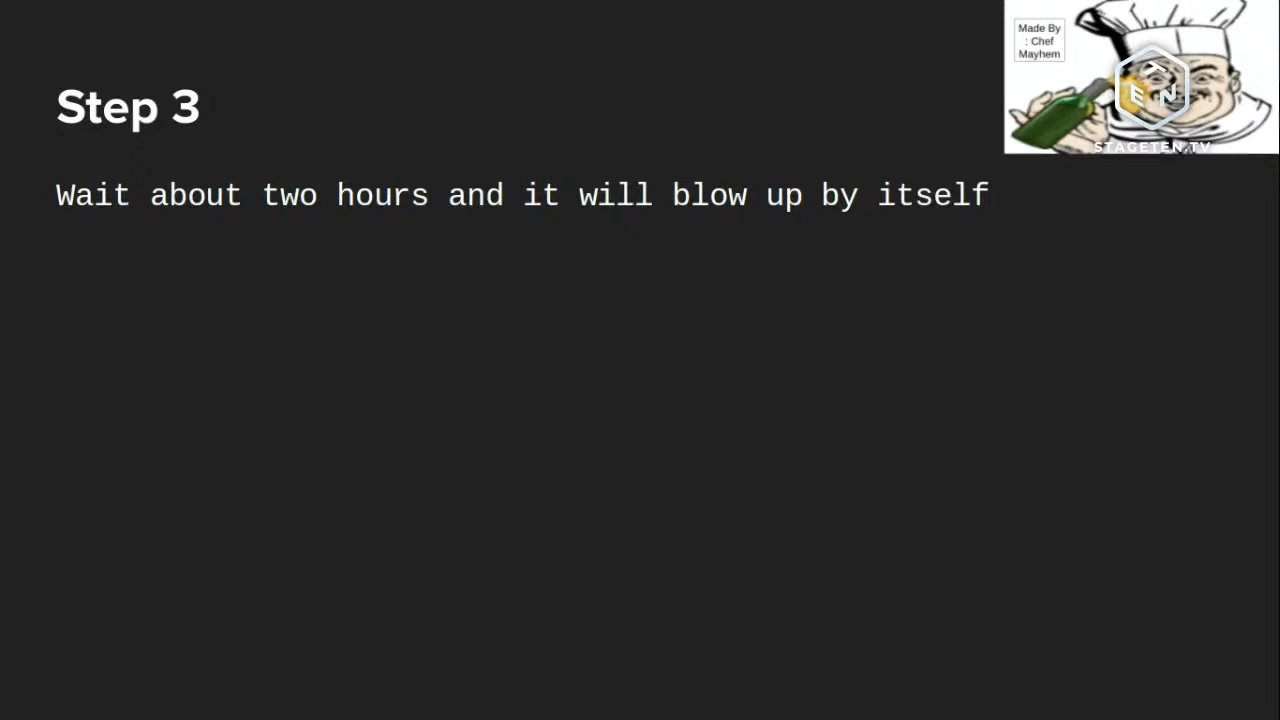 Made By
: Chef
Mayhem
T
E N
STAGETEN.TV
Step 3
Wait about two hours and it will blow up by itself